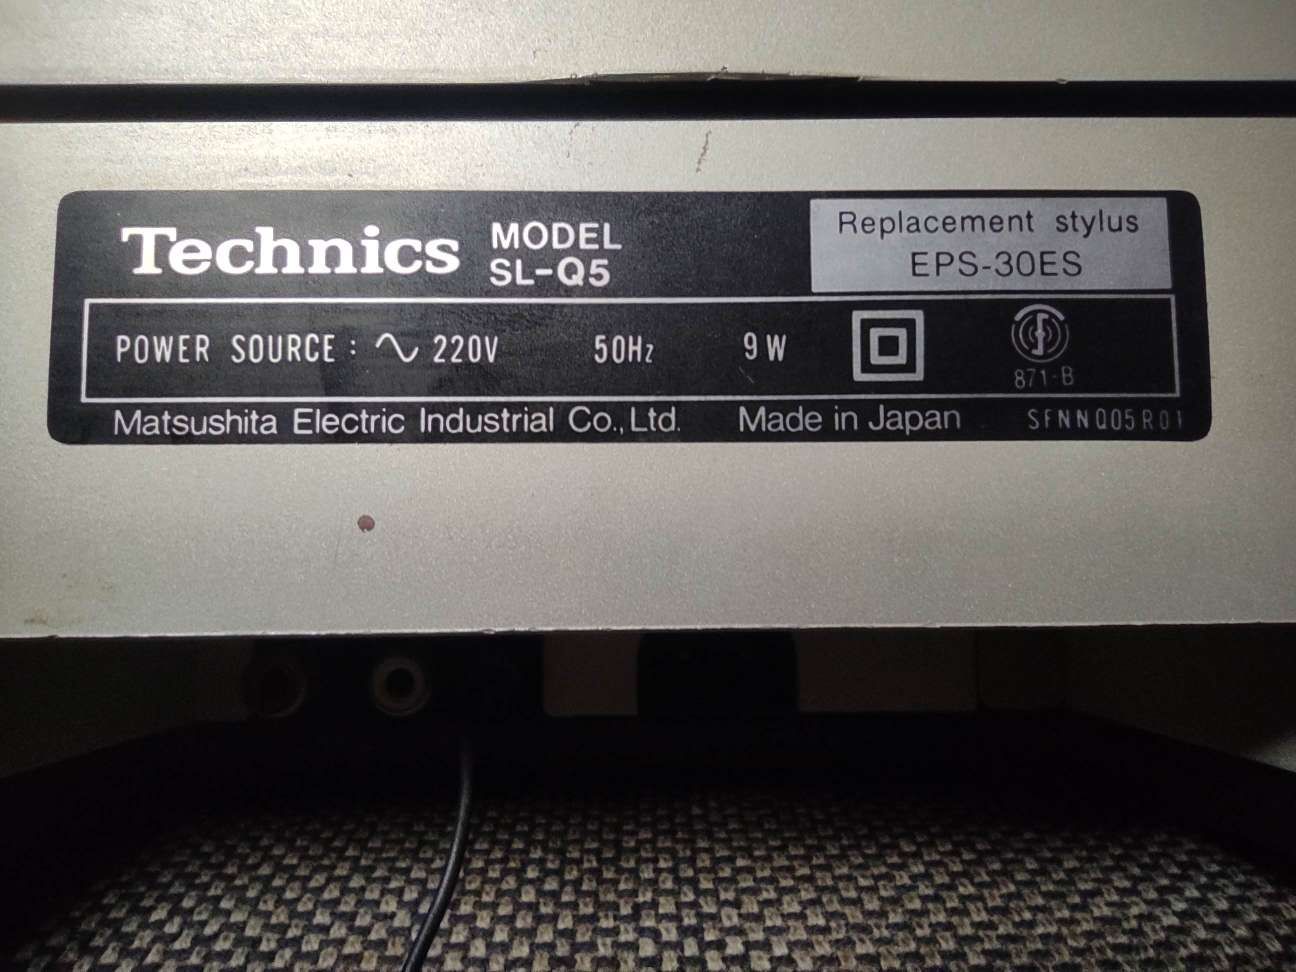 Technics MODEL
SL-Q5
Replacement stylus
EPS-30ES
POWER SOURCE: ∿ 220V 50Hz 9W
871-B
Matsushita Electric Industrial Co., Ltd. Made in Japan SFNNQ05R01